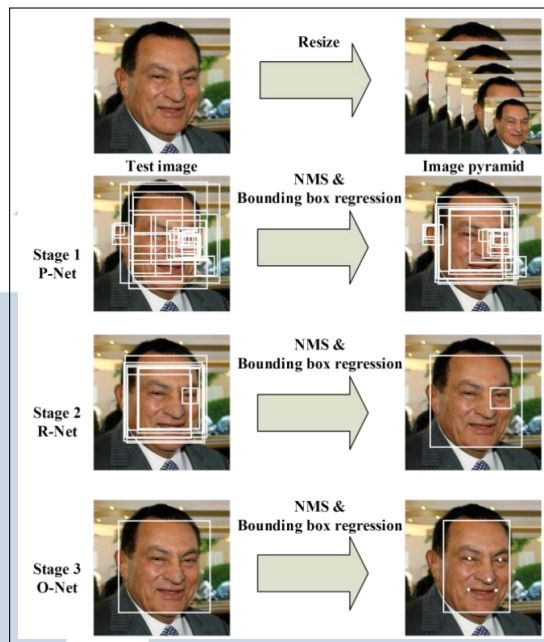 Resize
Test image
Image pyramid
NMS &
Bounding box regression
Stage 1
P-Net
NMS &
Bounding box regression
Stage 2
R-Net
NMS &
Bounding box regression
Stage 3
O-Net